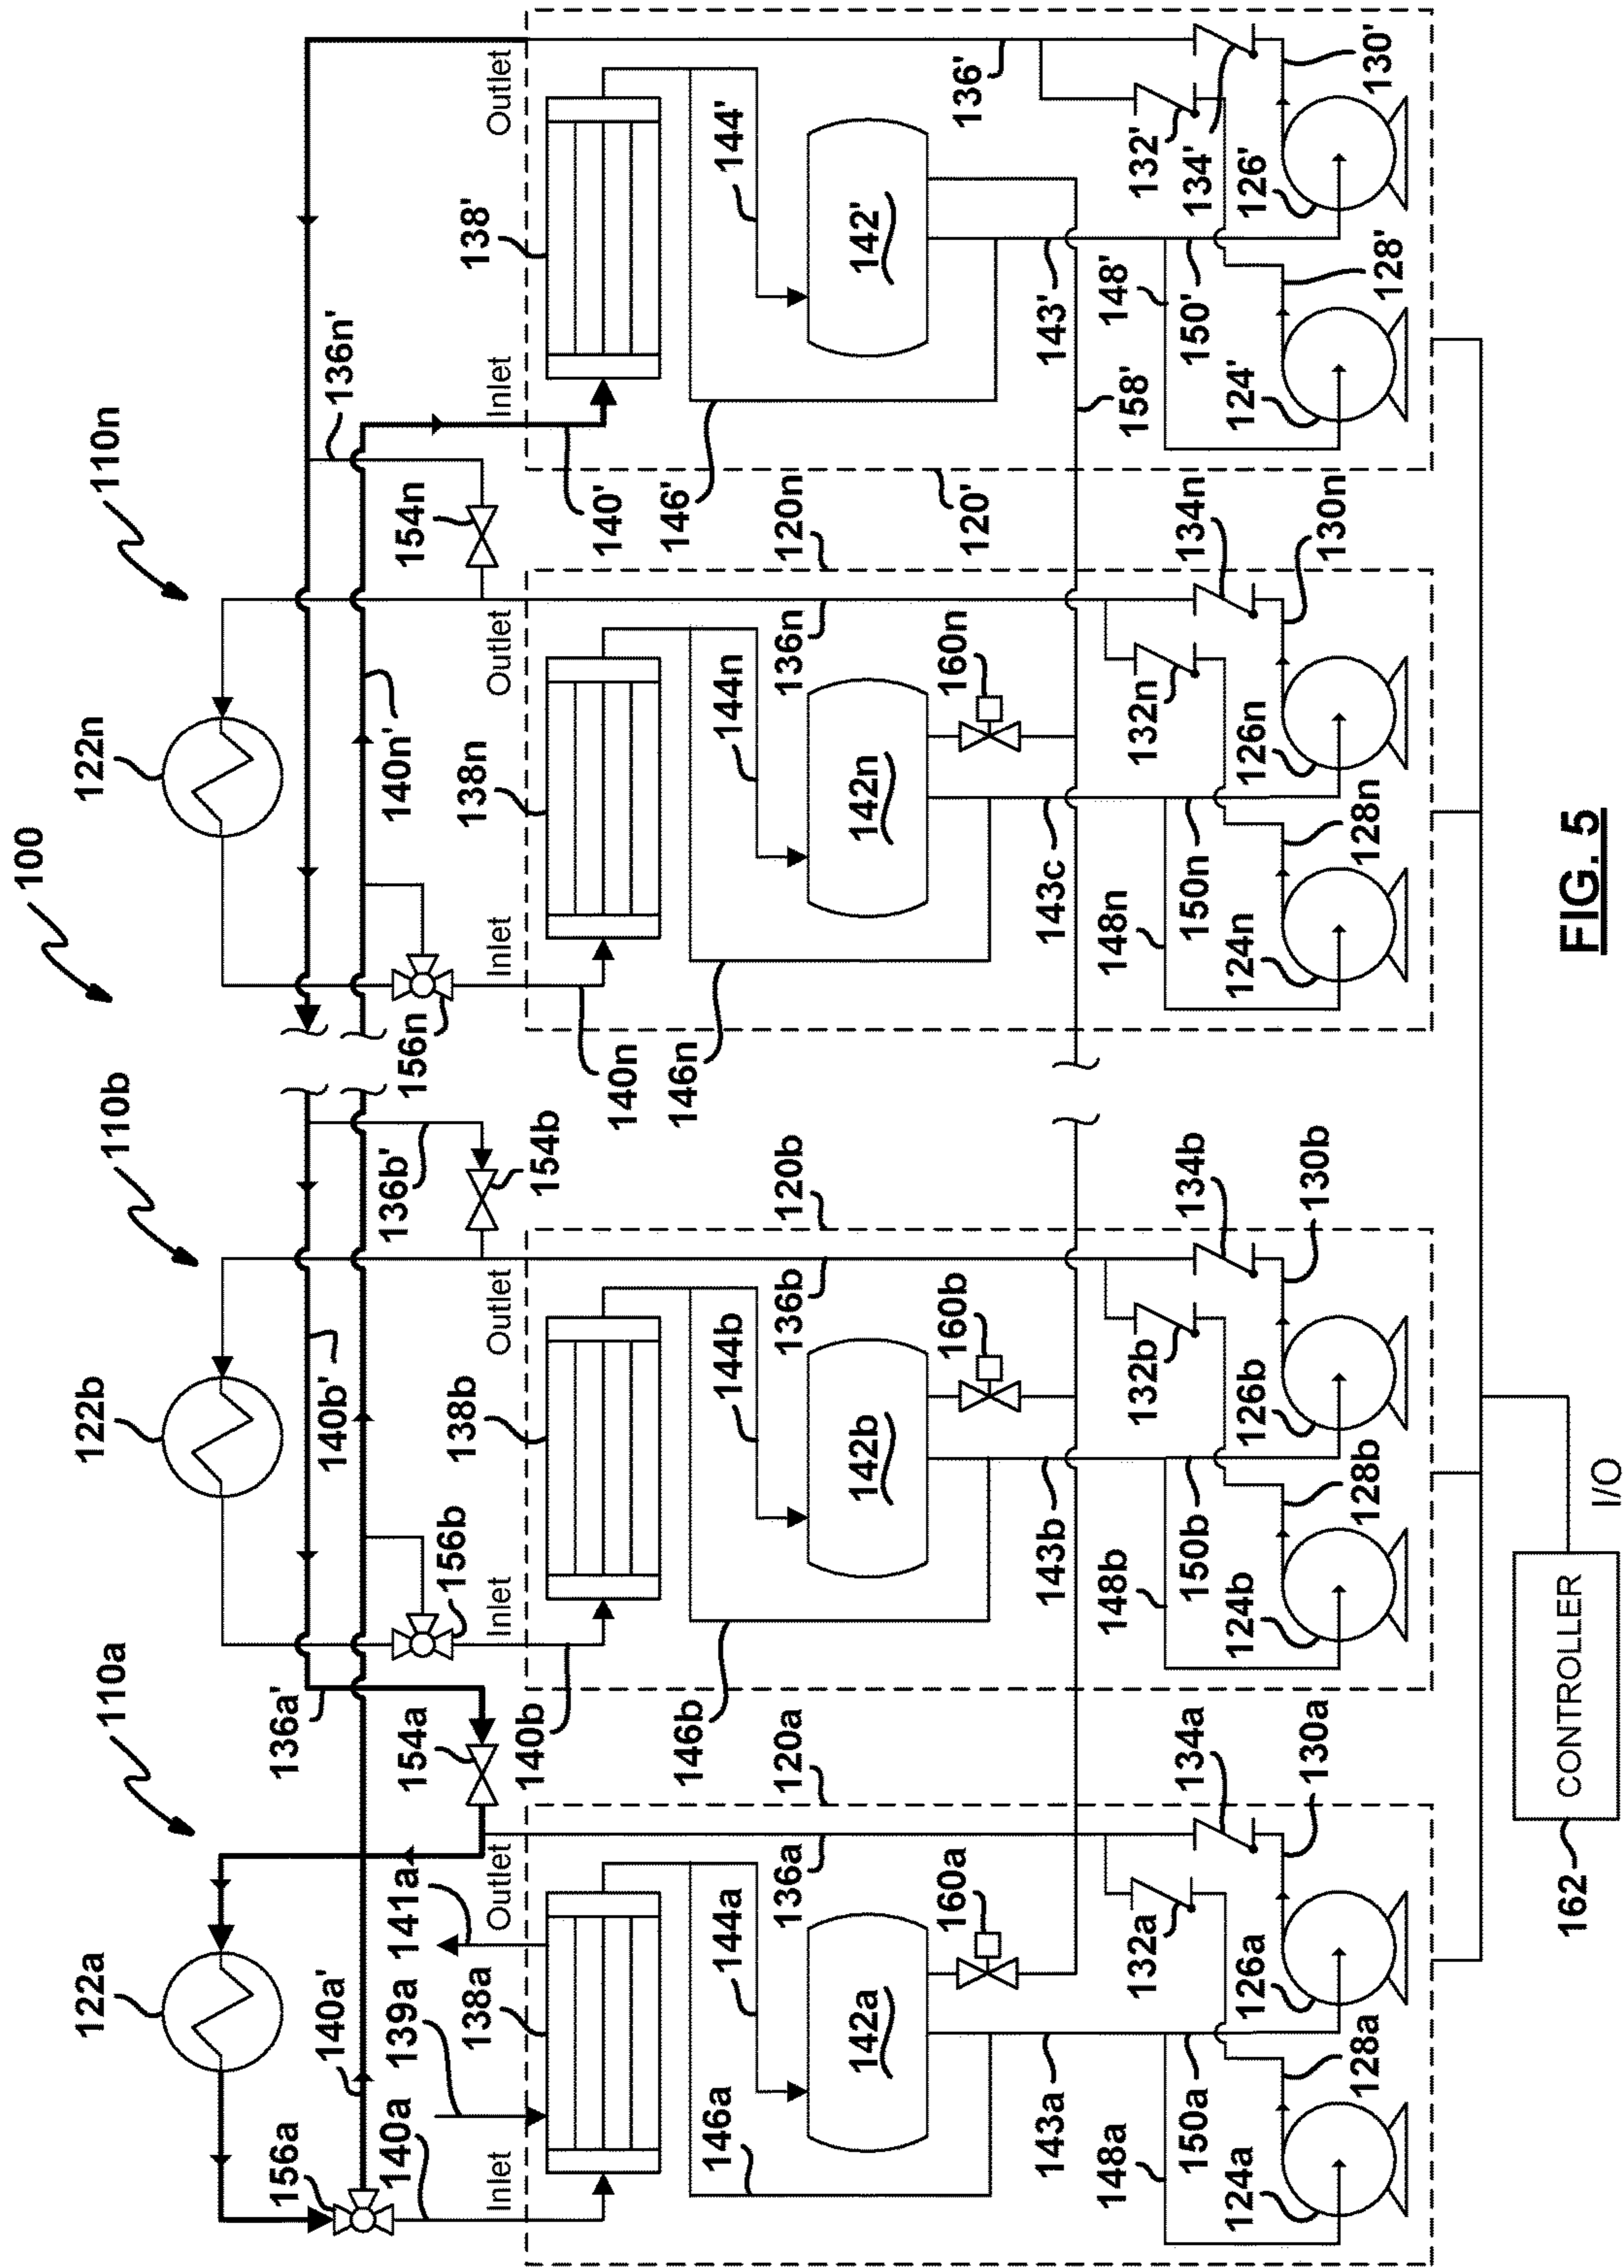 100
110a
110b
110n
122a
122b
122n
140a'
136a'
140b'
136b'
140n'
136n'
156a
154a
156b
154b
156n
154n
140a
139a
141a
Inlet
Outlet
138a
140b
Inlet
Outlet
138b
140n
Inlet
Outlet
138n
140'
Inlet
Outlet
138'
146a
144a
142a
136a
120a
160a
146b
144b
142b
136b
120b
160b
146n
144n
142n
136n
120n
160n
146'
144'
142'
136'
120'
158'
143a
148a
150a
132a
134a
124a
128a
126a
130a
143b
148b
150b
132b
134b
124b
128b
126b
130b
143c
148n
150n
132n
134n
124n
128n
126n
130n
143'
148'
150'
132'
134'
124'
128'
126'
130'
162
CONTROLLER
I/O
FIG. 5